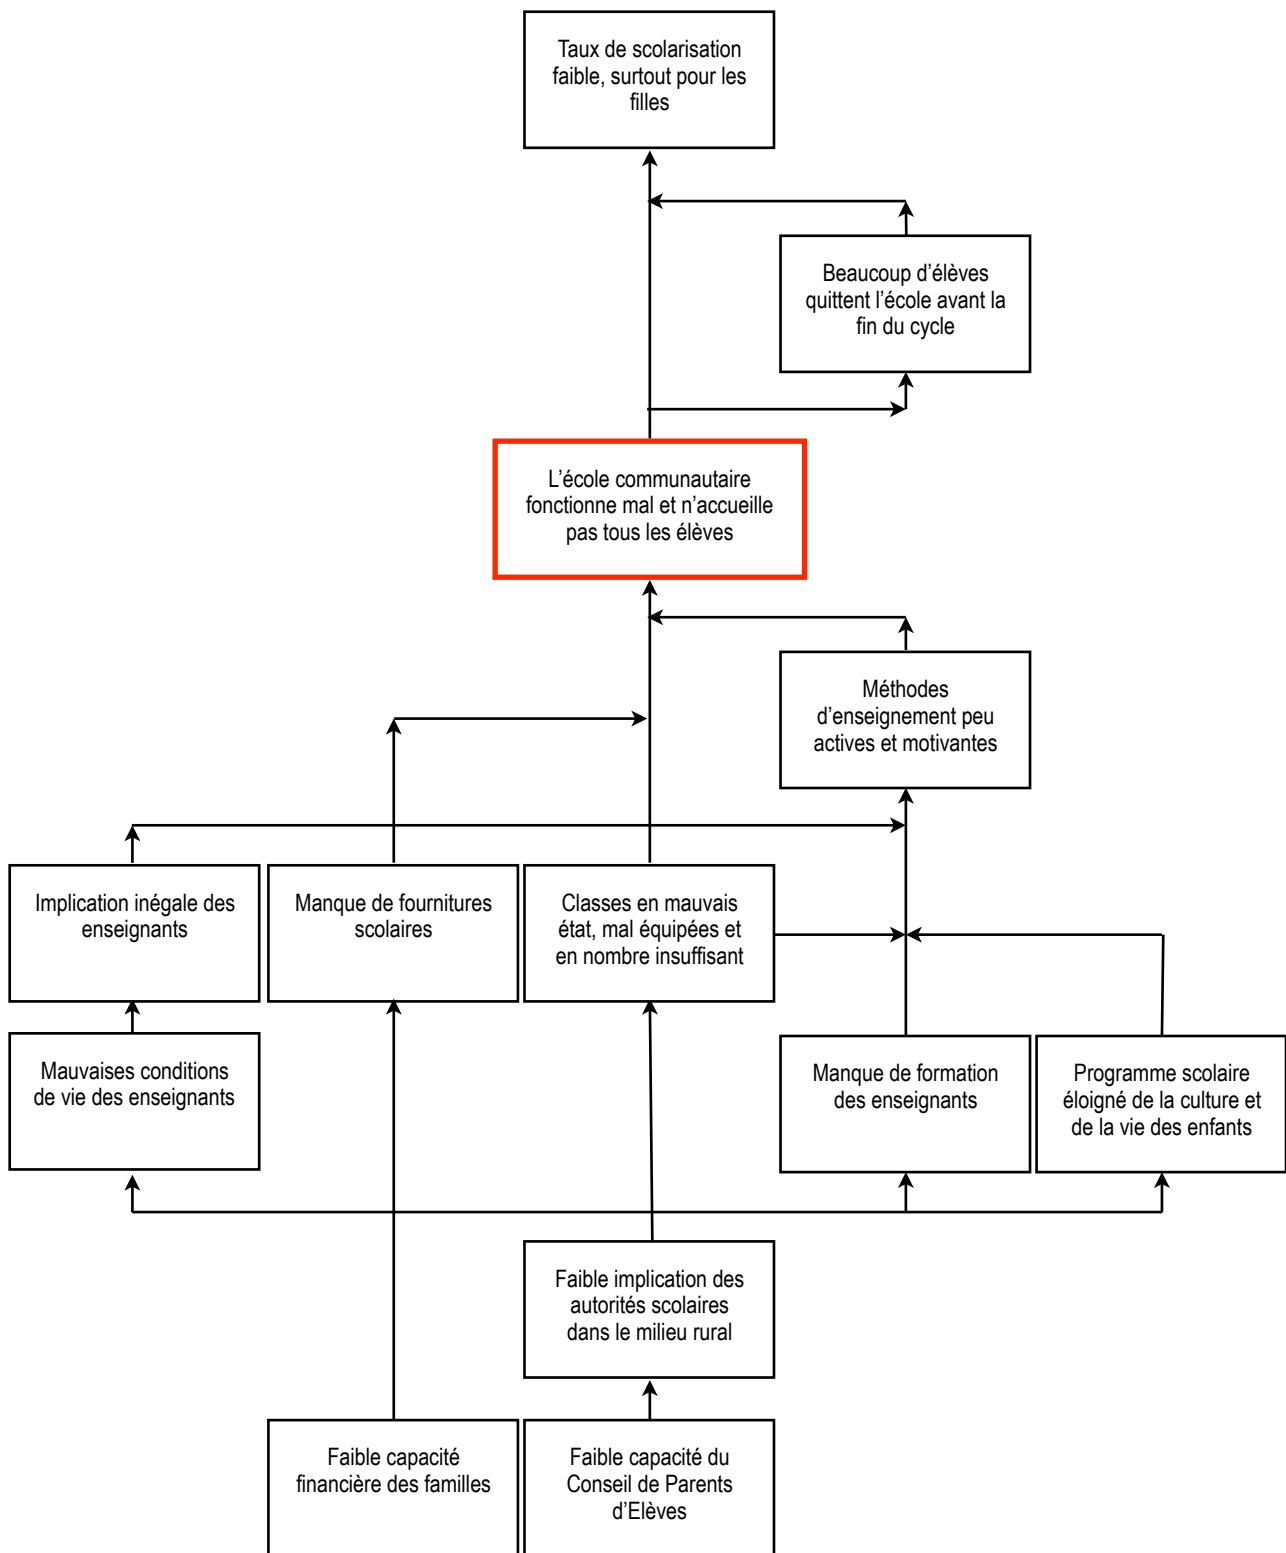 Taux de scolarisation
faible, surtout pour les
filles
Beaucoup d'élèves
quittent l'école avant la
fin du cycle
L'école communautaire
fonctionne mal et n'accueille
pas tous les élèves
Méthodes
d'enseignement peu
actives et motivantes
Implication inégale des
enseignants
Manque de fournitures
scolaires
Classes en mauvais
état, mal équipées et
en nombre insuffisant
Mauvaises conditions
de vie des enseignants
Manque de formation
des enseignants
Programme scolaire
éloigné de la culture et
de la vie des enfants
Faible implication des
autorités scolaires
dans le milieu rural
Faible capacité
financière des familles
Faible capacité du
Conseil de Parents
d'Elèves